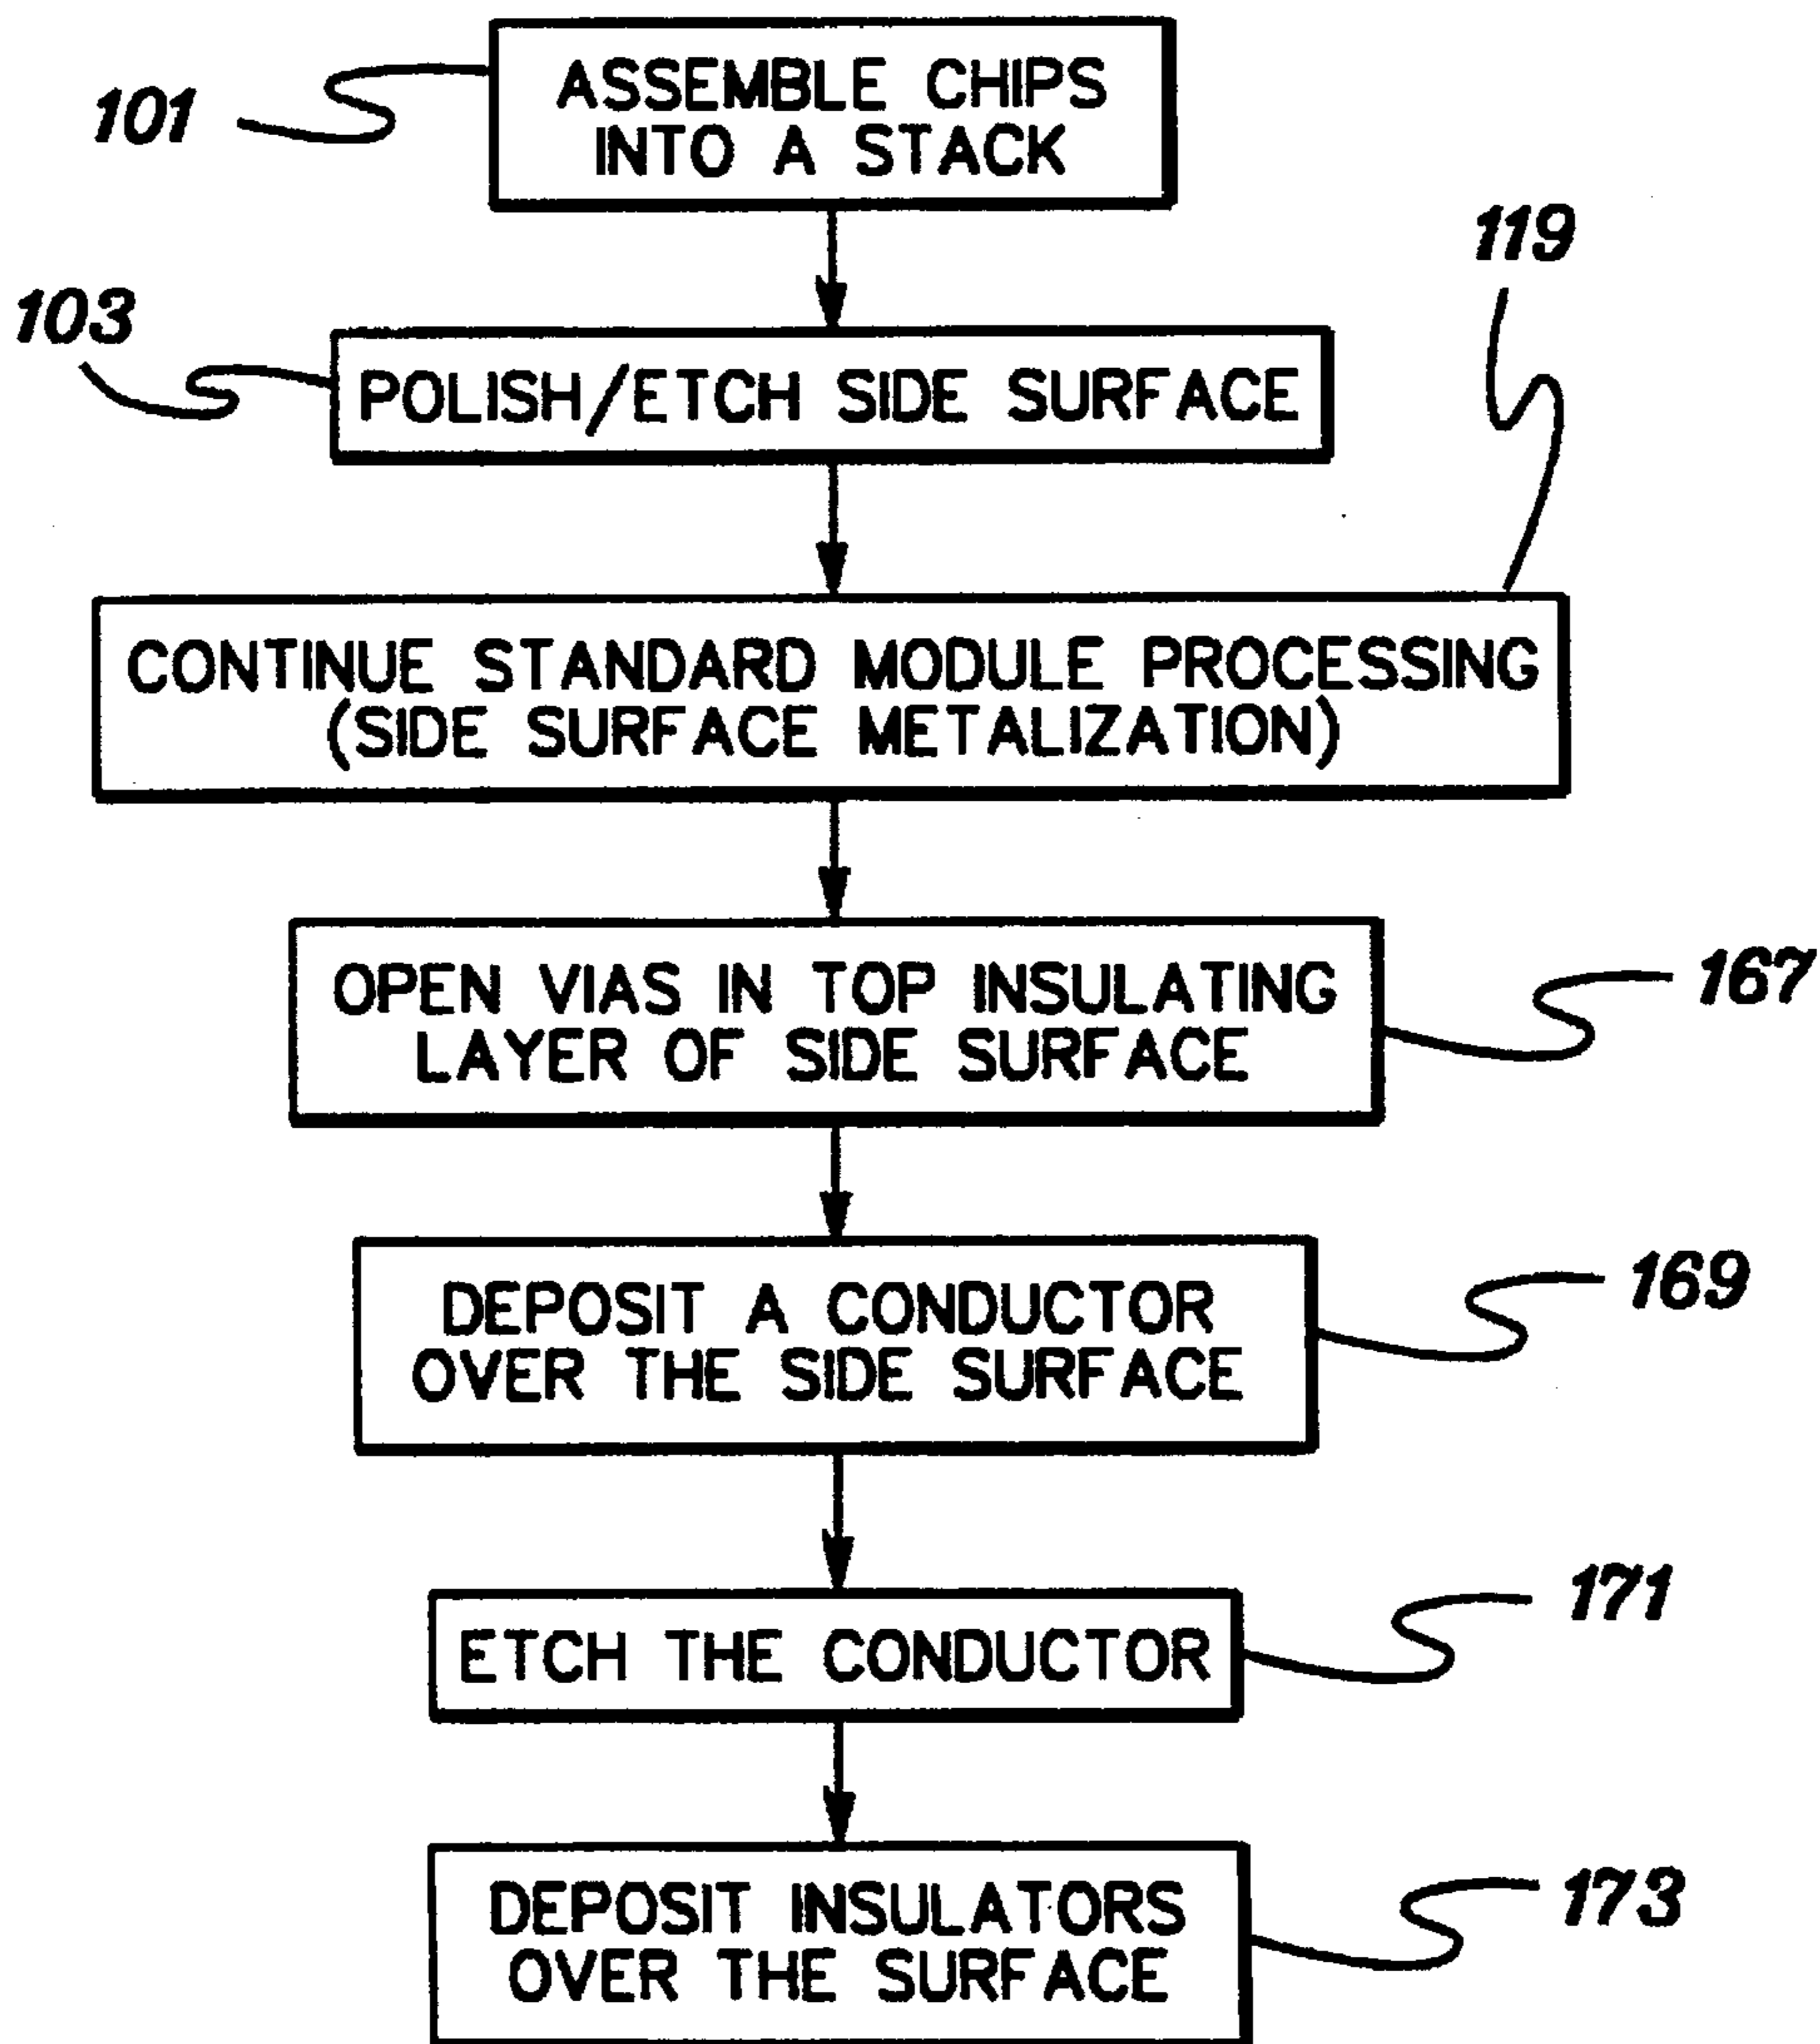 ASSEMBLE CHIPS
INTO A STACK
101
119
103
POLISH/ETCH SIDE SURFACE
CONTINUE STANDARD MODULE PROCESSING
(SIDE SURFACE METALIZATION)
OPEN VIAS IN TOP INSULATING
LAYER OF SIDE SURFACE
167
DEPOSIT A CONDUCTOR
OVER THE SIDE SURFACE
169
ETCH THE CONDUCTOR
171
DEPOSIT INSULATORS
OVER THE SURFACE
173